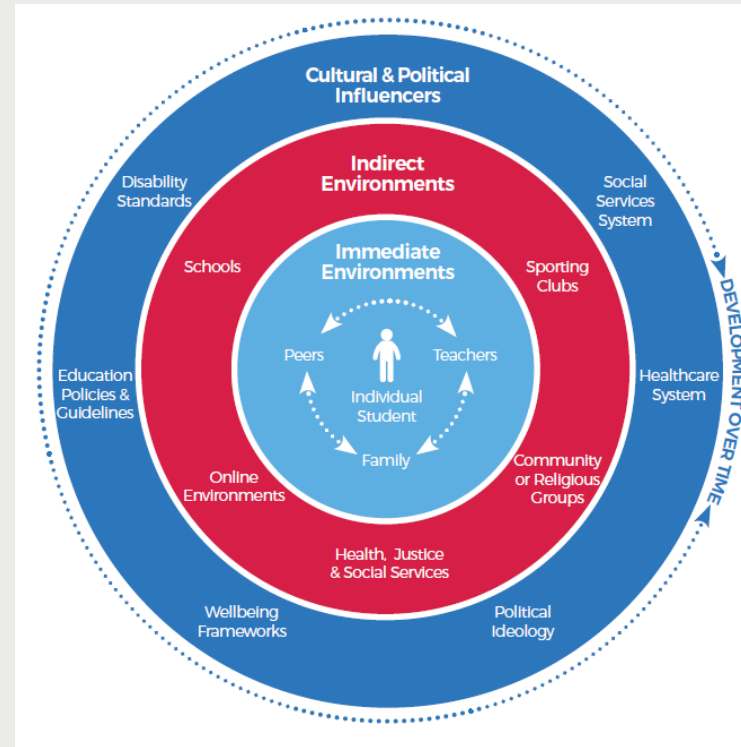 Cultural & Political
Influencers
Indirect
Environments
Disability
Standards
Social
Services
System
Immediate
Environments
Schools
Sporting
Clubs
Peers
Teachers
Individual
Student
Education
Policies &
Guidelines
Healthcare
System
DEVELOPMENT OVER TIME
Family
Online
Environments
Community
or Religious
Groups
Health, Justice
& Social Services
Wellbeing
Frameworks
Political
Ideology